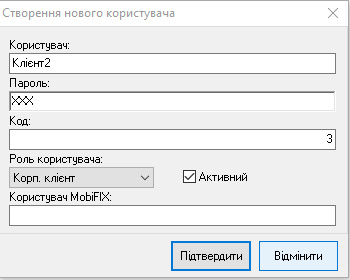 Створення нового користувача
Користувач:
Клієнт2
Пароль:
XXX
Код:
3
Роль користувача:
Корп. клієнт
Активний
Користувач MobiFIX:
Підтвердити
Відмінити